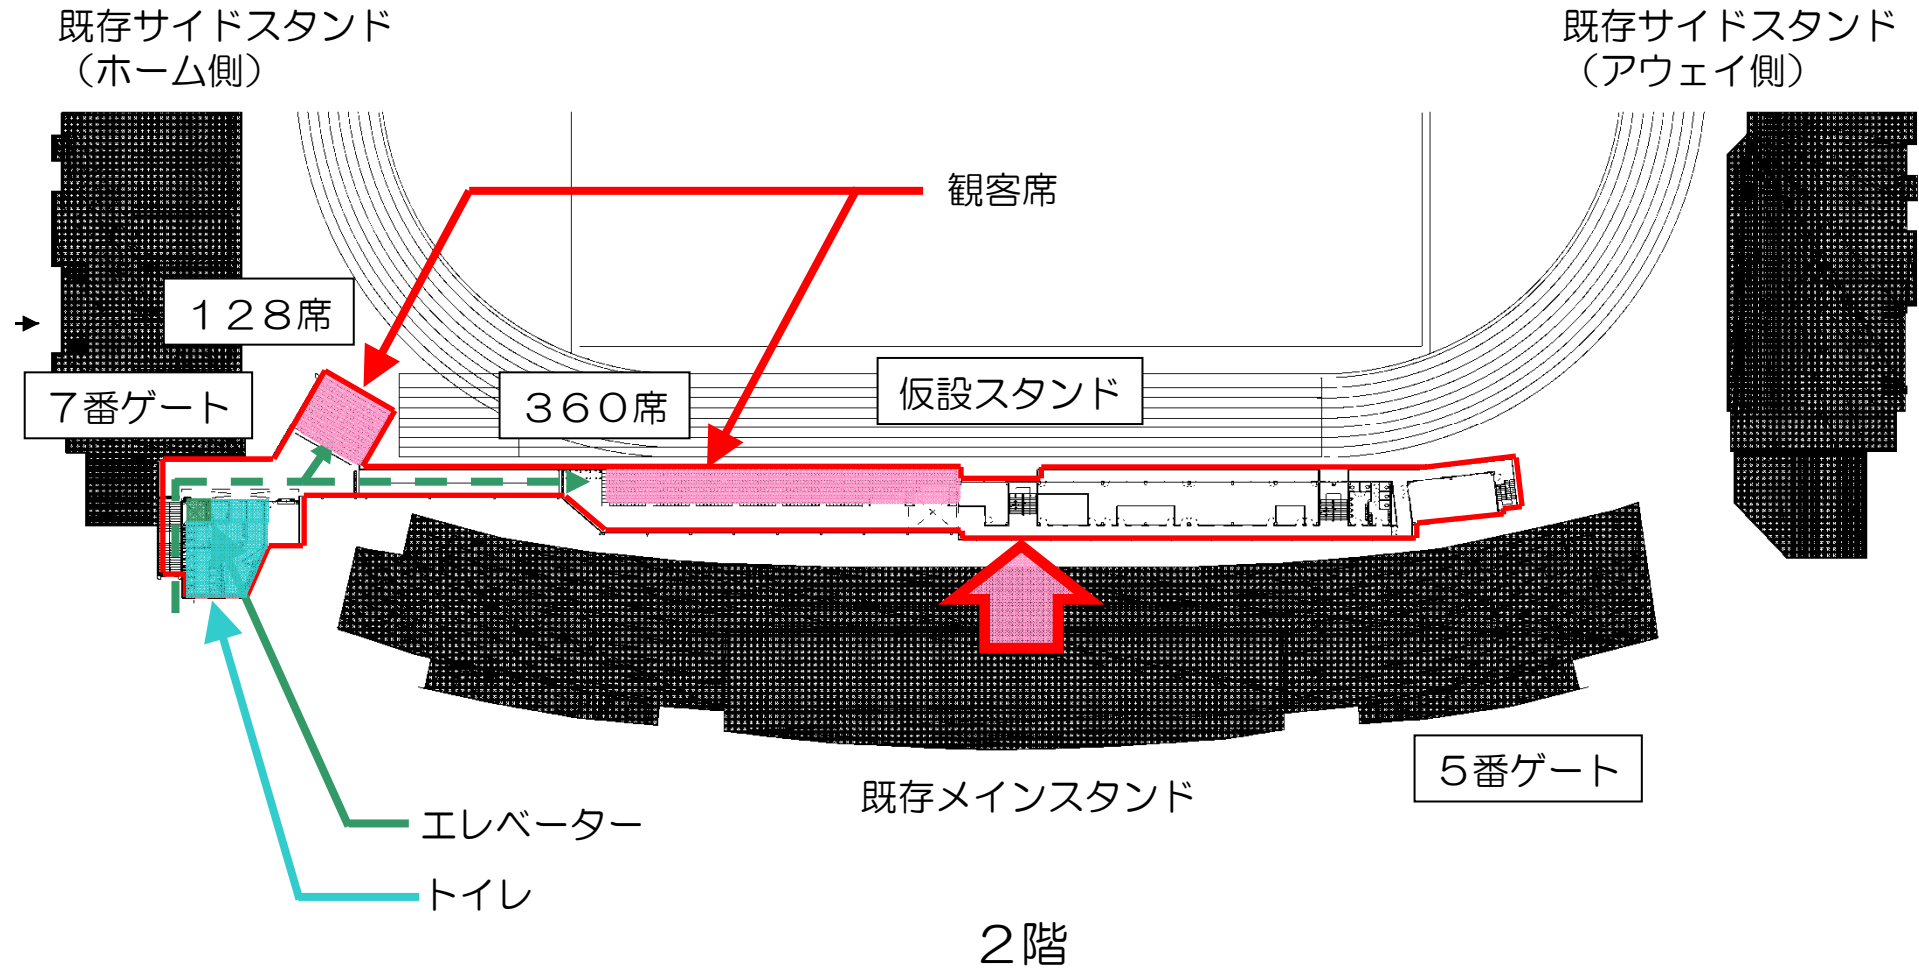 既存サイドスタンド
（ホーム側）
既存サイドスタンド
（アウェイ側）
観客席
１２８席
７番ゲート
３６０席
仮設スタンド
５番ゲート
既存メインスタンド
エレベーター
トイレ
２階